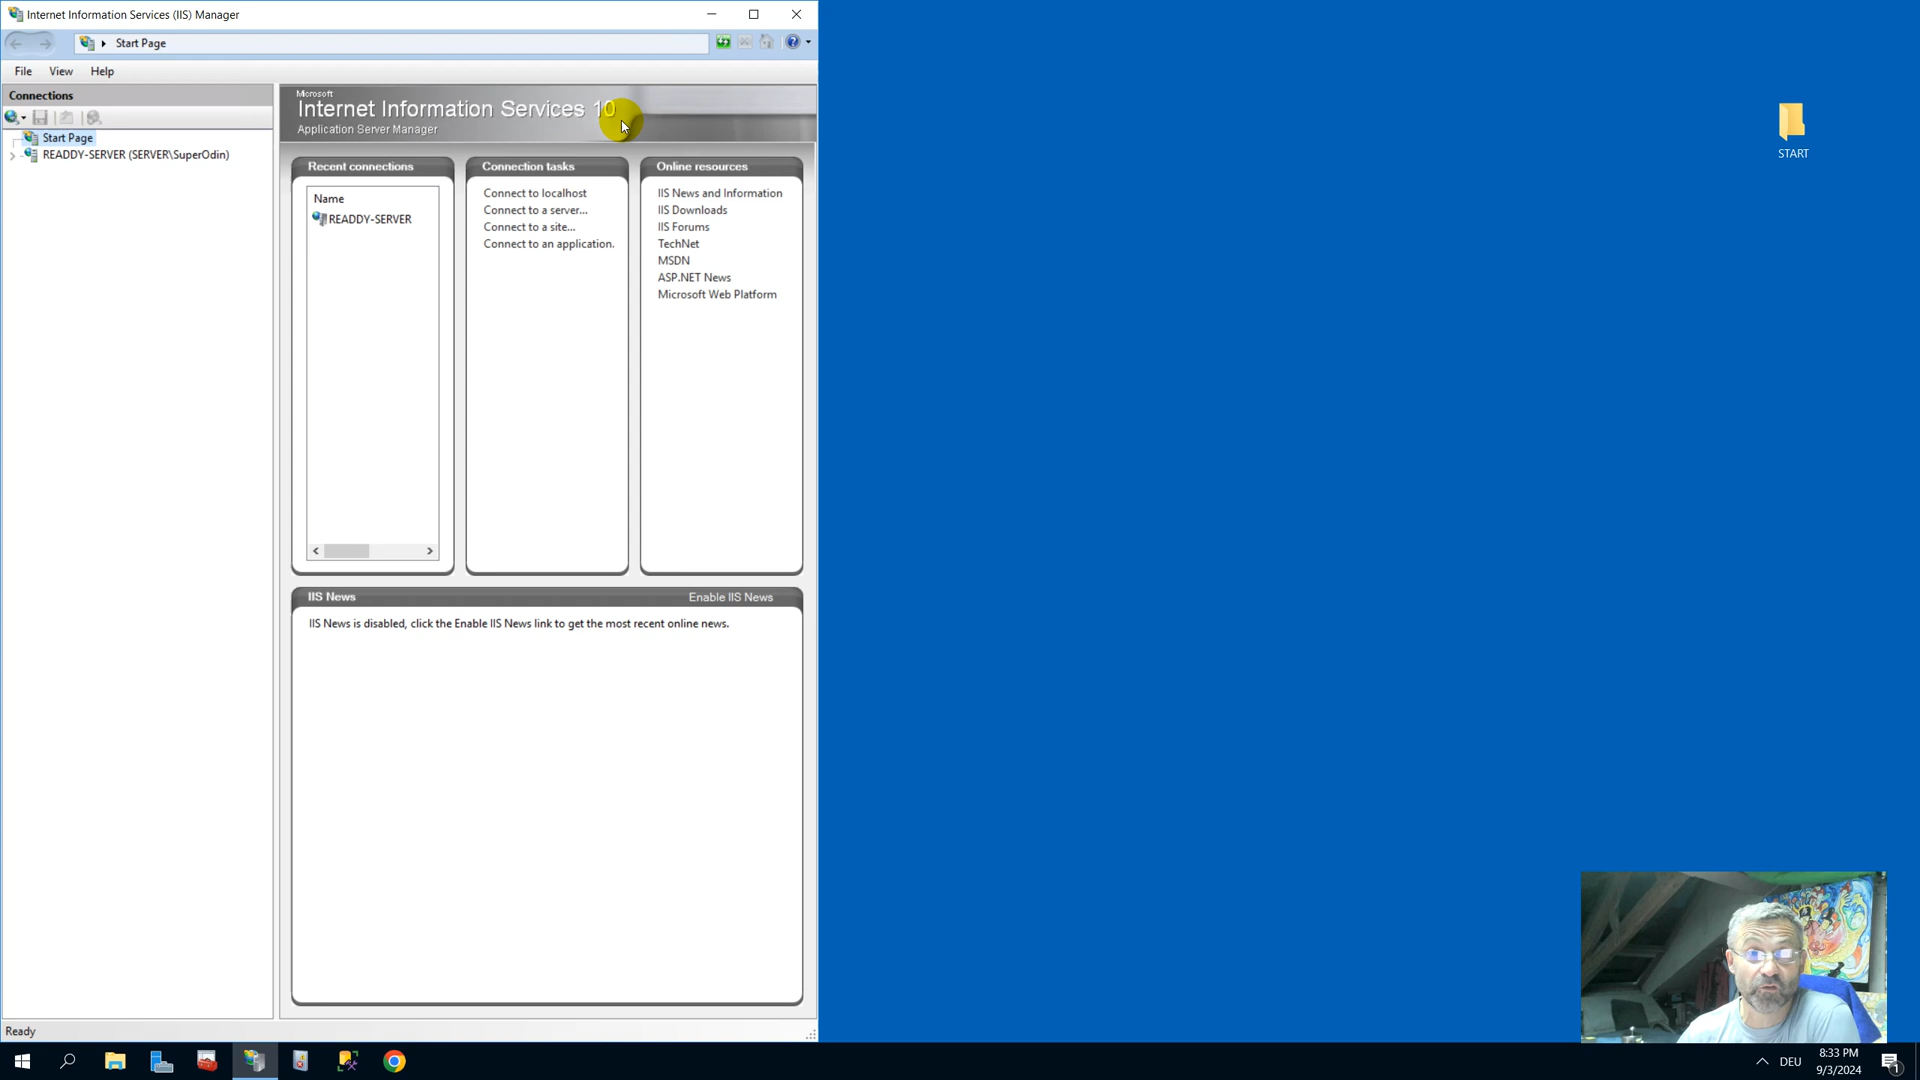 Internet Information Services (IIS) Manager
Start Page
File View Help
Connections
Start Page
READDY-SERVER (SERVER\SuperOdin)
Microsoft
Internet Information Services 10
Application Server Manager
Recent connections
Name
READDY-SERVER
Connection tasks
Connect to localhost
Connect to a server...
Connect to a site...
Connect to an application.
Online resources
IIS News and Information
IIS Downloads
IIS Forums
TechNet
MSDN
ASP.NET News
Microsoft Web Platform
IIS News
Enable IIS News
IIS News is disabled, click the Enable IIS News link to get the most recent online news.
START
Ready
DEU
8:33 PM
9/3/2024
1